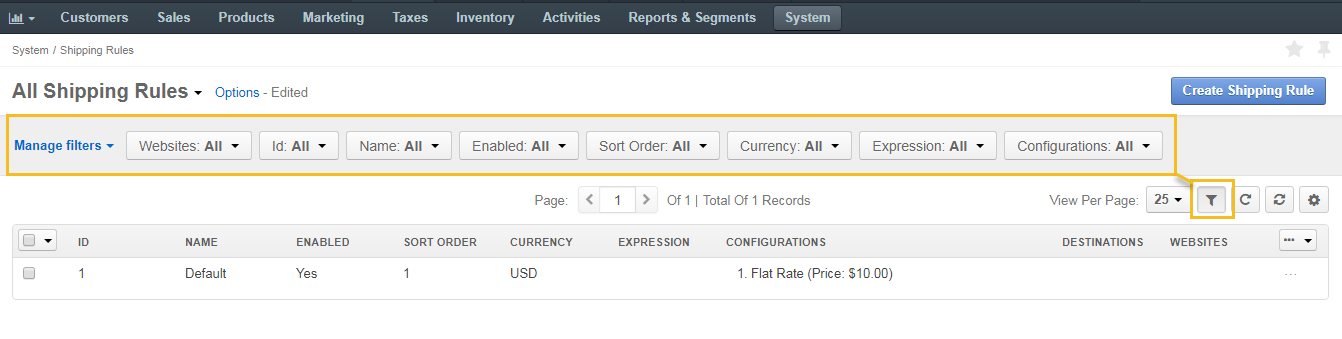 Customers Sales Products Marketing Taxes Inventory Activities Reports & Segments System
System / Shipping Rules
All Shipping Rules Options - Edited Create Shipping Rule
Manage filters Websites: All Id: All Name: All Enabled: All Sort Order: All Currency: All Expression: All Configurations: All
Page: 1 Of 1 | Total Of 1 Records View Per Page: 25
ID NAME ENABLED SORT ORDER CURRENCY EXPRESSION CONFIGURATIONS DESTINATIONS WEBSITES
1 Default Yes 1 USD 1. Flat Rate (Price: $10.00)